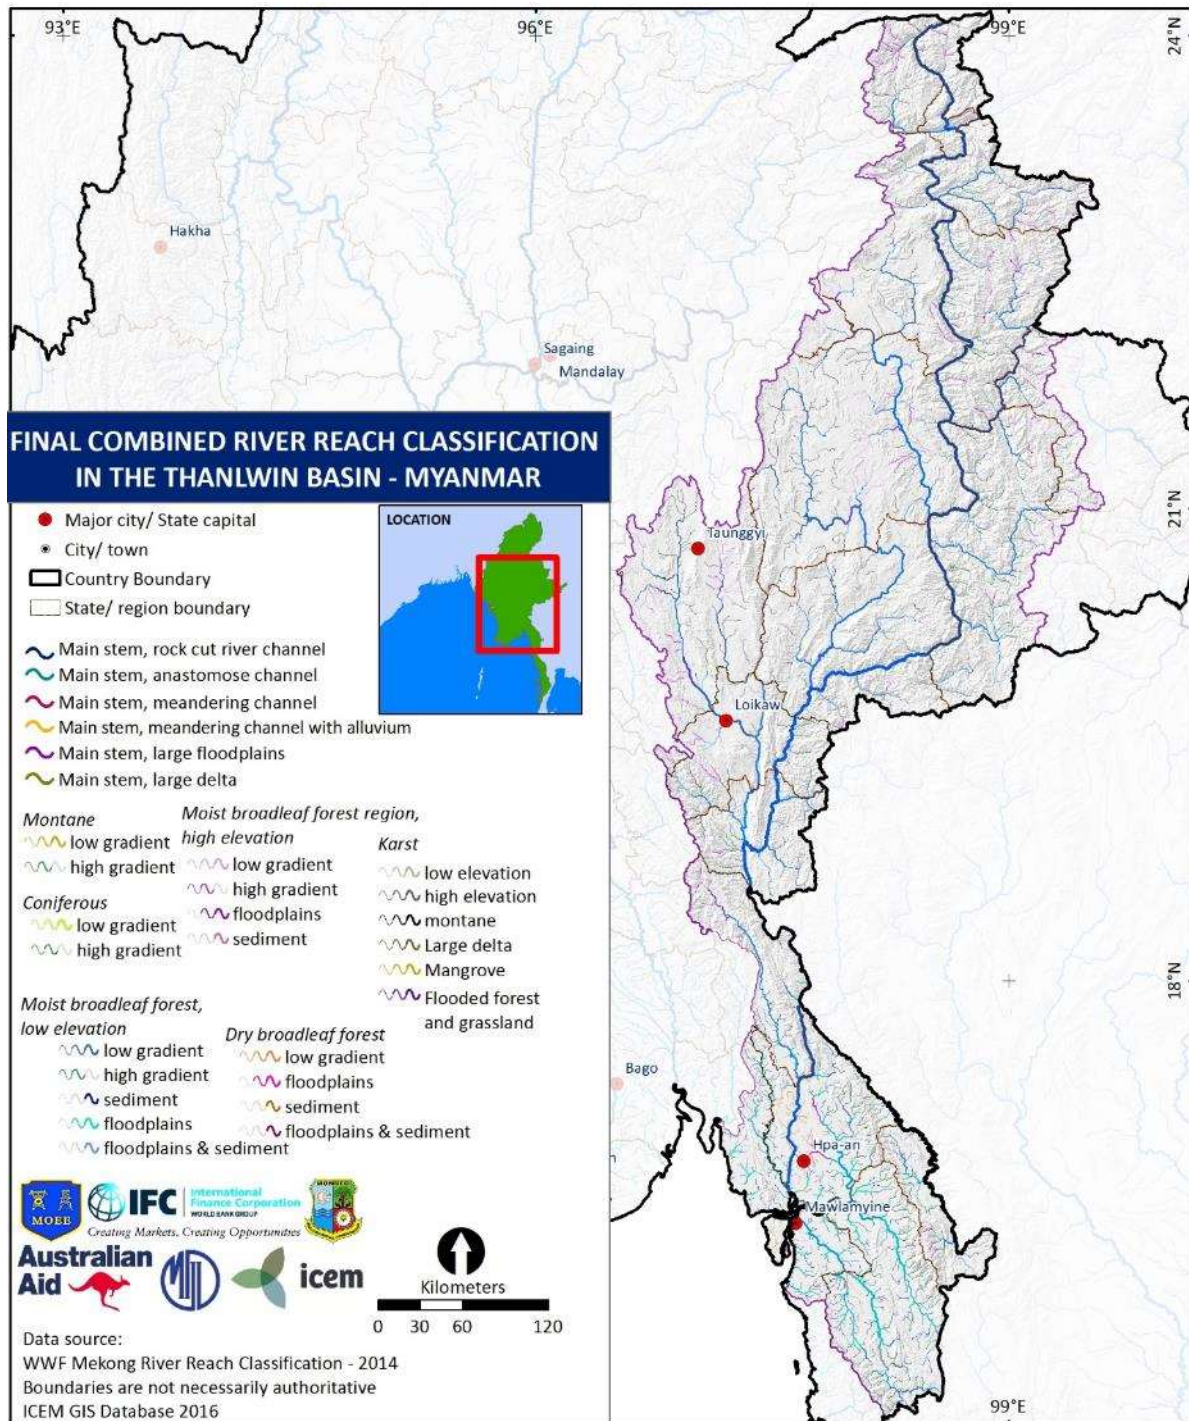 93°E
96°E
99°E
24°N
Hakha
Sagaing
Mandalay
FINAL COMBINED RIVER REACH CLASSIFICATION
IN THE THANLWIN BASIN - MYANMAR
Major city/ State capital
City/ town
Country Boundary
State/ region boundary
LOCATION
Main stem, rock cut river channel
Main stem, anastomose channel
Main stem, meandering channel
Main stem, meandering channel with alluvium
Main stem, large floodplains
Main stem, large delta
Montane
low gradient
high gradient
Coniferous
low gradient
high gradient
Moist broadleaf forest region,
high elevation
low gradient
high gradient
floodplains
sediment
Karst
low elevation
high elevation
montane
Large delta
Mangrove
Flooded forest
and grassland
Moist broadleaf forest,
low elevation
low gradient
high gradient
sediment
floodplains
floodplains & sediment
Dry broadleaf forest
low gradient
floodplains
sediment
floodplains & sediment
Taunggyi
21°N
Loikaw
18°N
Bago
Hpa-an
Mawlamyine
MOEE
IFC
International
Finance Corporation
WORLD BANK GROUP
Creating Markets, Creating Opportunities
Australian
Aid
icem
Kilometers
0 30 60 120
Data source:
WWF Mekong River Reach Classification - 2014
Boundaries are not necessarily authoritative
ICEM GIS Database 2016
99°E